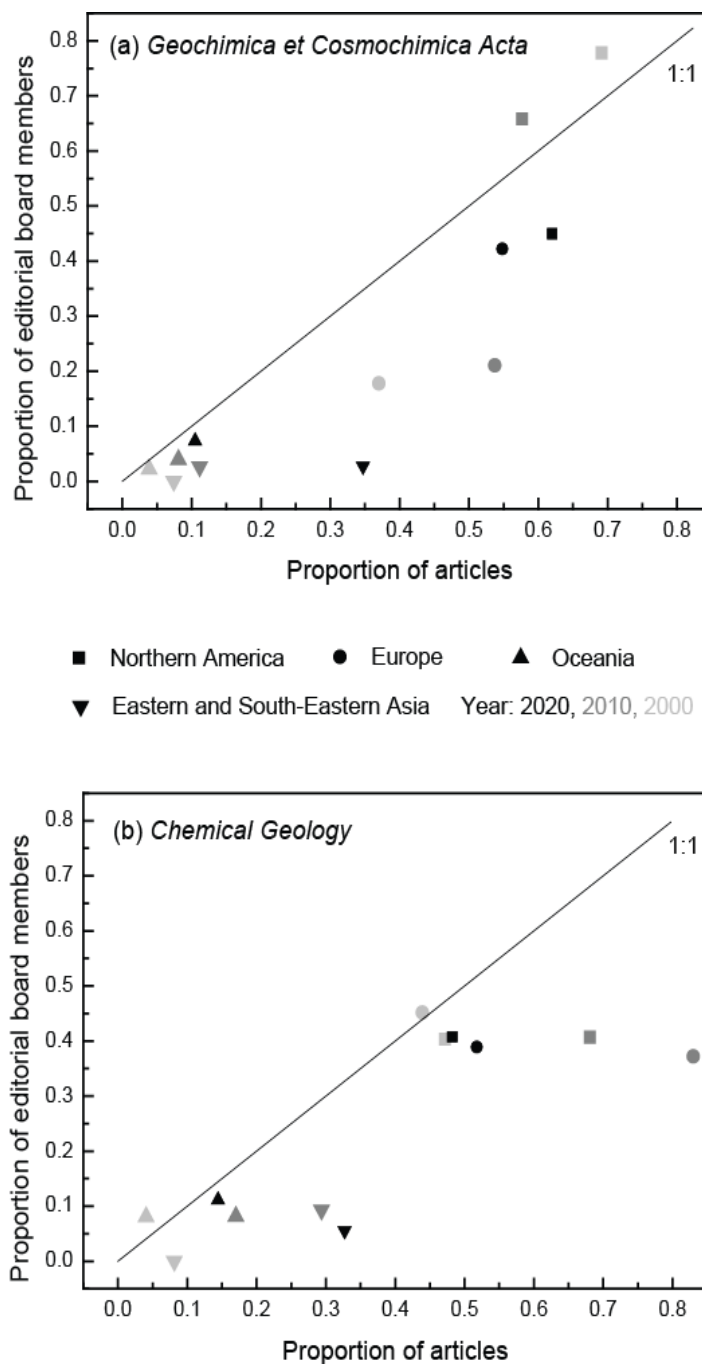 (a) Geochimica et Cosmochimica Acta
1:1
0.8
0.7
0.6
0.5
0.4
0.3
0.2
0.1
0.0
Proportion of editorial board members
0.0 0.1 0.2 0.3 0.4 0.5 0.6 0.7 0.8
Proportion of articles
Northern America Europe Oceania
Eastern and South-Eastern Asia Year: 2020, 2010, 2000
(b) Chemical Geology
1:1
0.8
0.7
0.6
0.5
0.4
0.3
0.2
0.1
0.0
Proportion of editorial board members
0.0 0.1 0.2 0.3 0.4 0.5 0.6 0.7 0.8
Proportion of articles